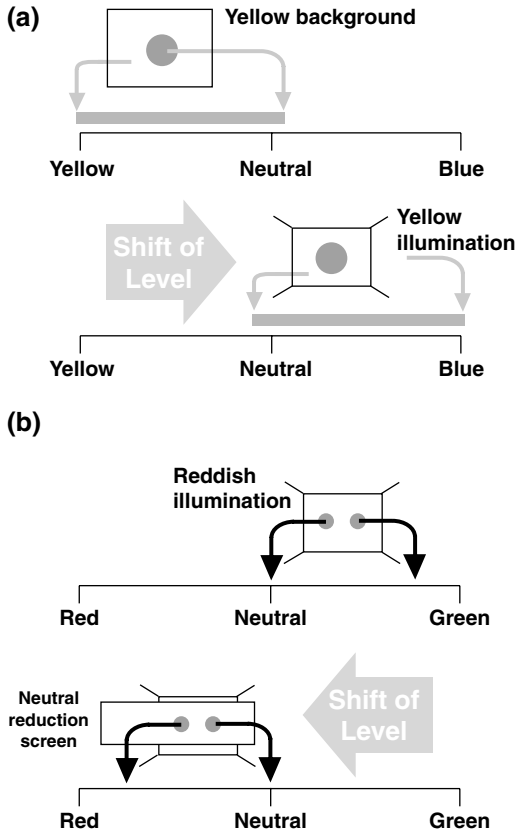 (a)
Yellow background
Yellow Neutral Blue
Shift of
Level
Yellow
illumination
Yellow Neutral Blue
(b)
Reddish
illumination
Red Neutral Green
Neutral
reduction
screen
Shift of
Level
Red Neutral Green